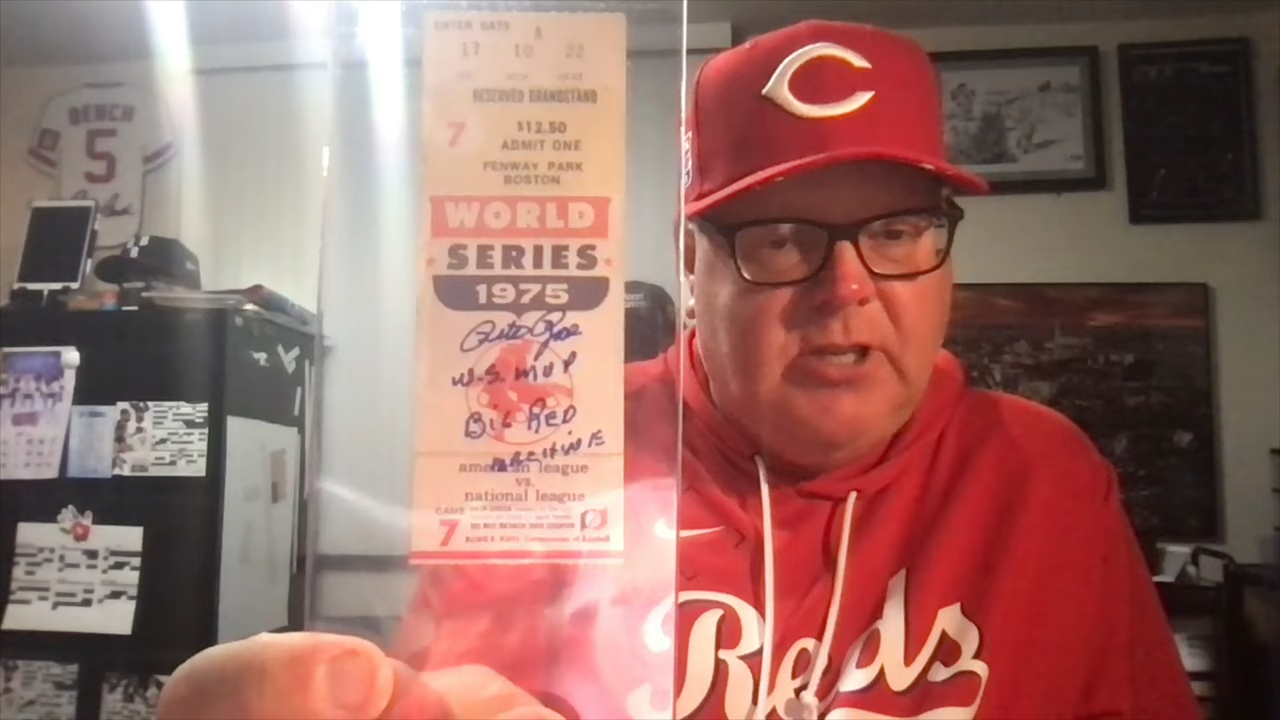 BENCH
5
ENTER GATE A
17 10 22
RESERVED GRANDSTAND
7
$12.50
ADMIT ONE
FENWAY PARK
BOSTON
WORLD
SERIES
1975
Pete Rose
W.S. MVP
BIG RED
MACHINE
american league
vs.
national league
GAME
7
C
Reds